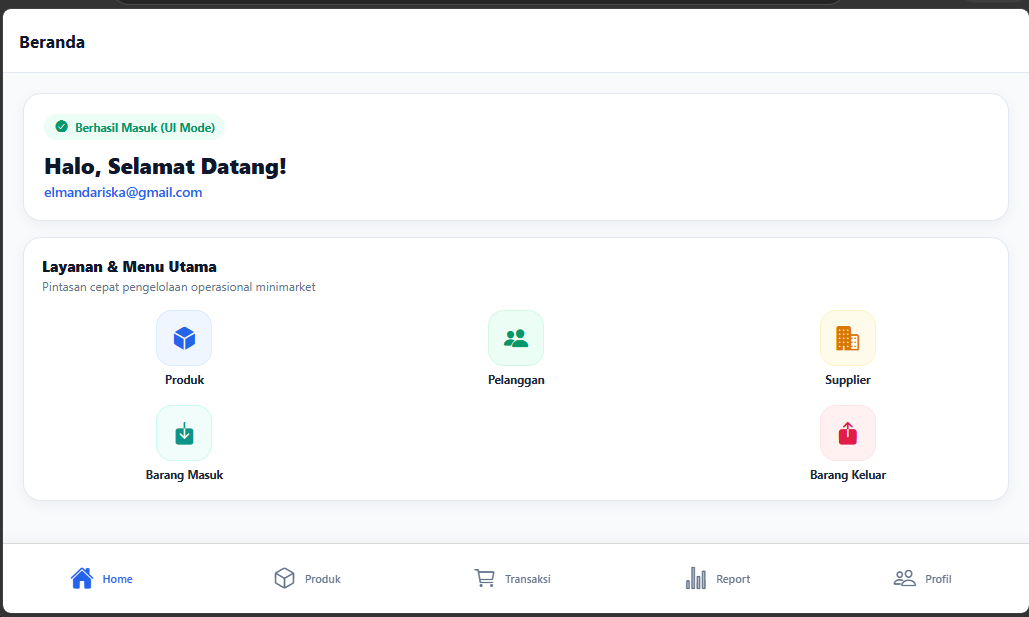 Beranda
Berhasil Masuk (UI Mode)
Halo, Selamat Datang!
elmandariska@gmail.com
Layanan & Menu Utama
Pintasan cepat pengelolaan operasional minimarket
Produk
Pelanggan
Supplier
Barang Masuk
Barang Keluar
Home
Produk
Transaksi
Report
Profil